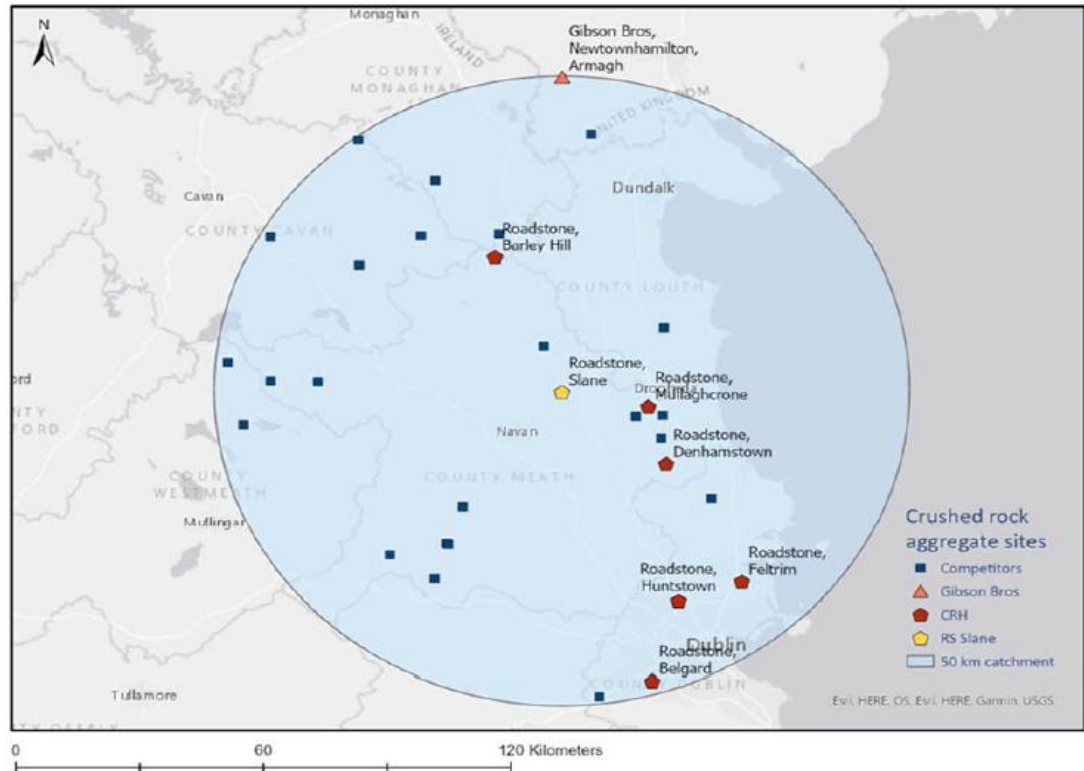 N
Monaghan
Gibson Bros,
Newtownhamilton,
Armagh
IRELAND
COUNTY
MONAGHAN
UNITED KINGDOM
Dundalk
Cavan
COUNTY CAVAN
Roadstone,
Barley Hill
COUNTY LOUTH
Roadstone,
Slane
Drogheda
Roadstone,
Mullaghcrone
ord
NTY
FORD
Navan
Roadstone,
Denhamstown
COUNTY
WESTMEATH
COUNTY MEATH
Mullingar
Roadstone,
Huntstown
Roadstone,
Feltrim
Dublin
Roadstone,
Belgard
COUNTY DUBLIN
Tullamore
Crushed rock
aggregate sites
Competitors
Gibson Bros
CRH
RS Slane
50 km catchment
Esri, HERE, OS, Esri, HERE, Garmin, USGS
0 60 120 Kilometers